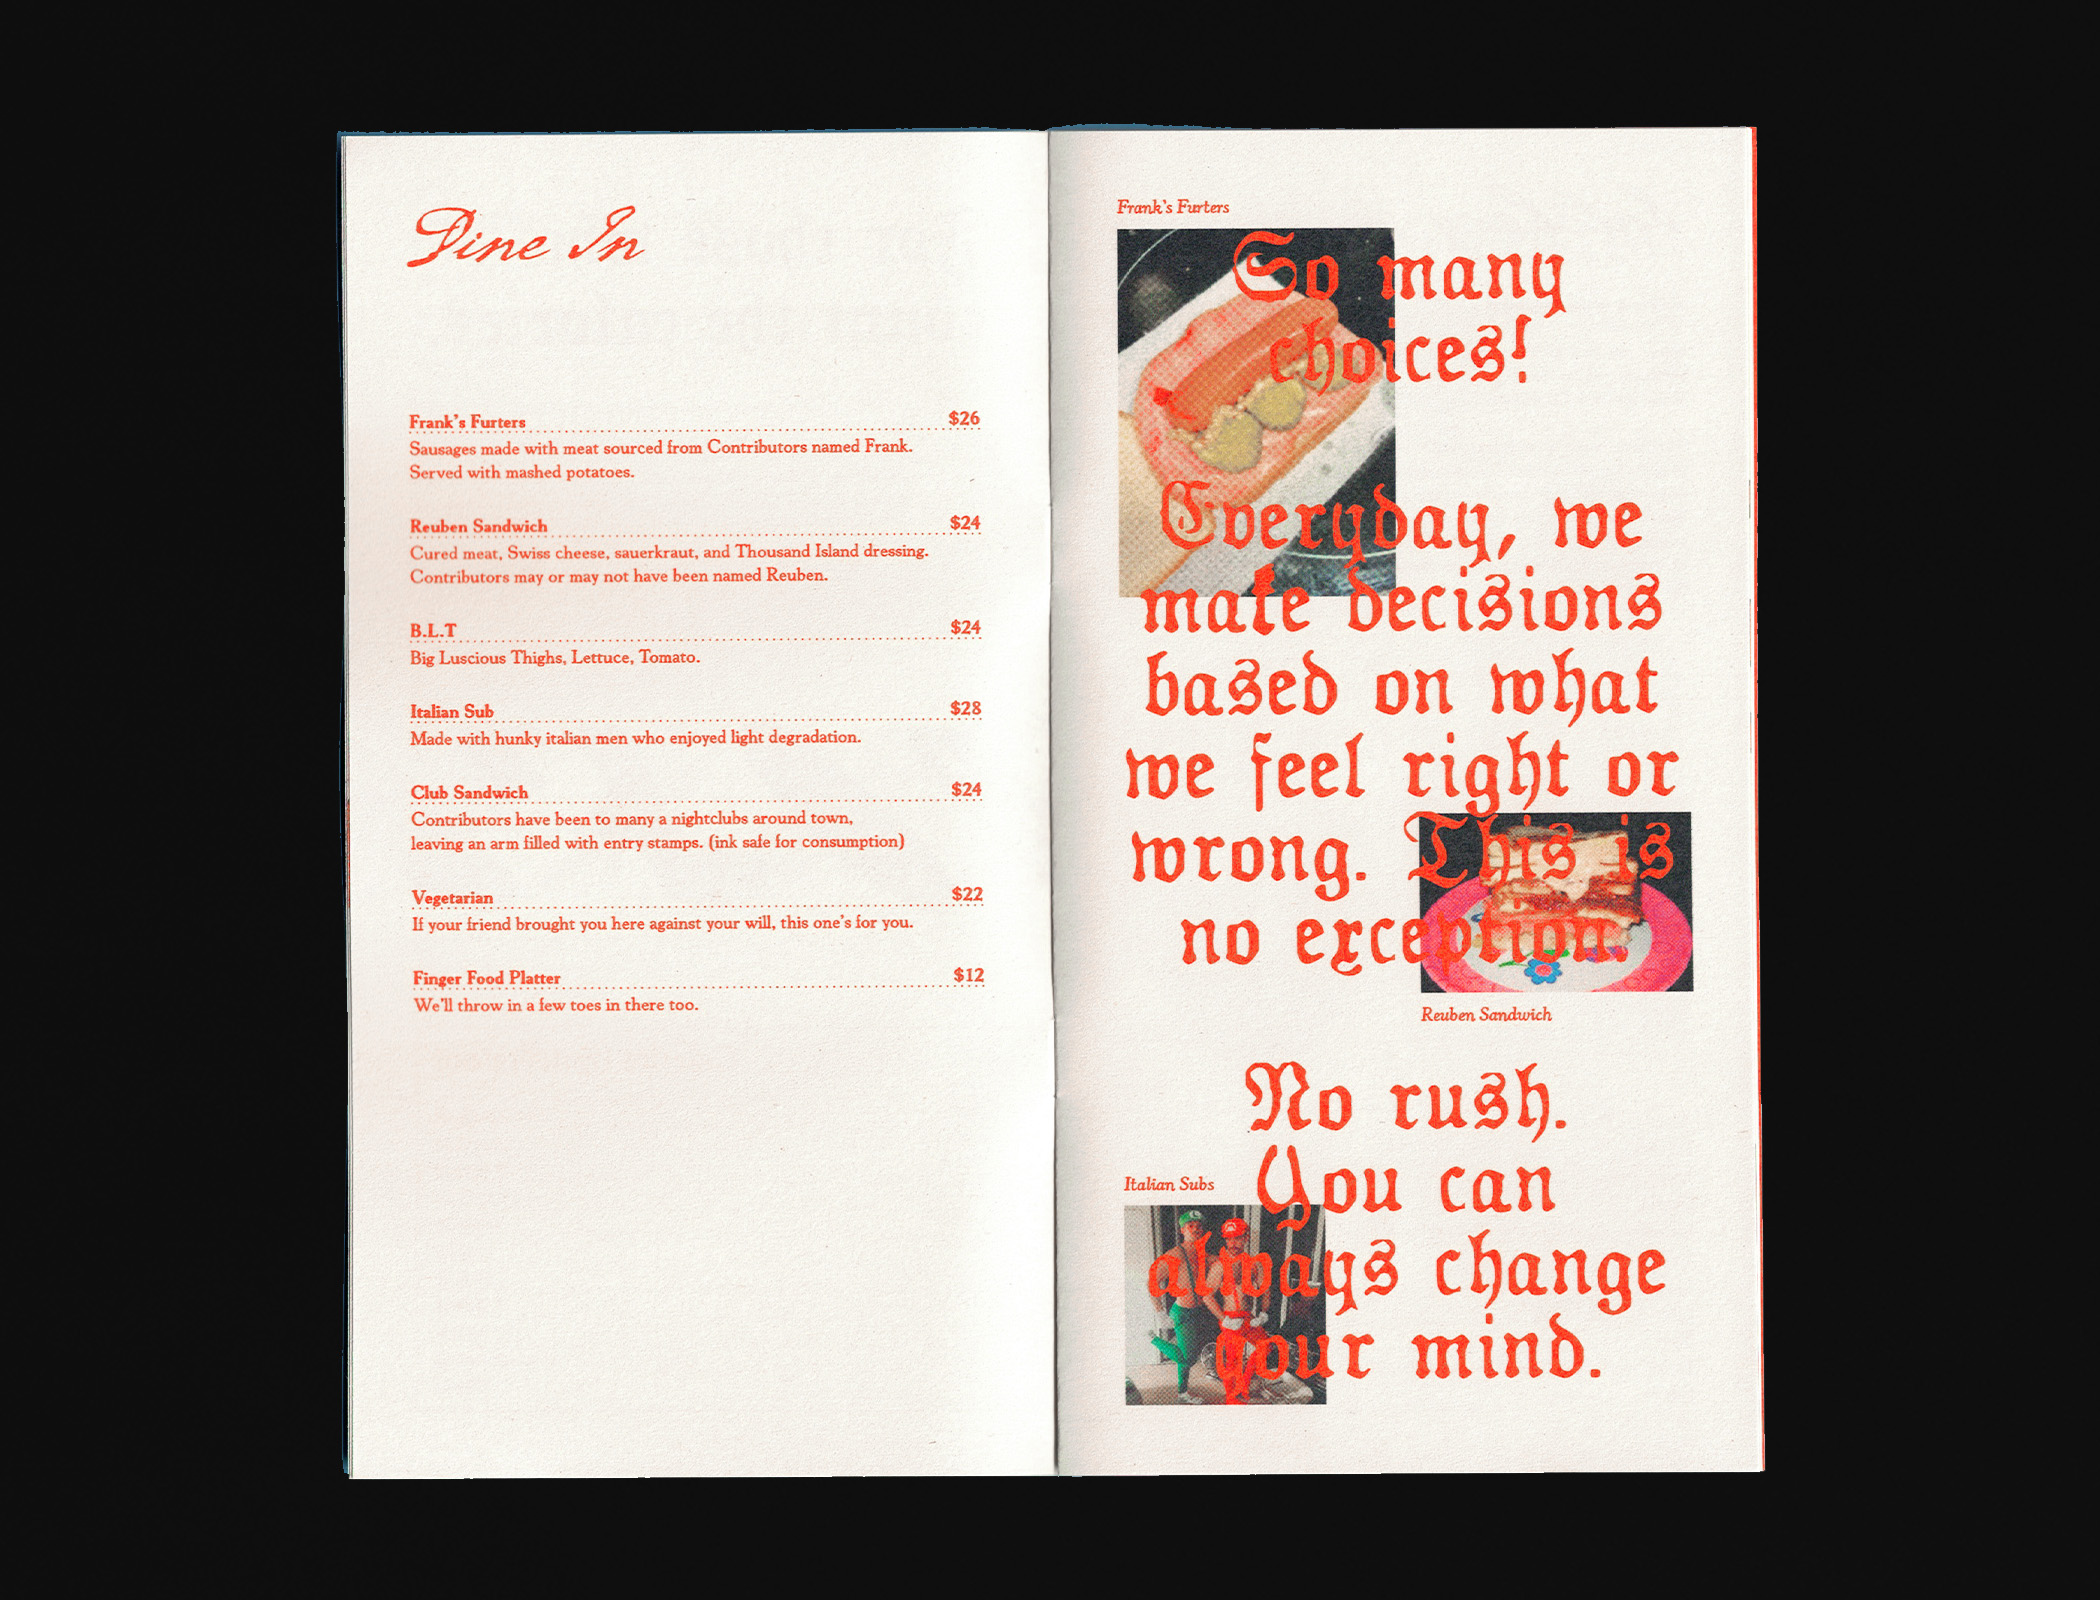 Dine In
Frank's Furters $26
Sausages made with meat sourced from Contributors named Frank.
Served with mashed potatoes.
Reuben Sandwich $24
Cured meat, Swiss cheese, sauerkraut, and Thousand Island dressing.
Contributors may or may not have been named Reuben.
B.L.T $24
Big Luscious Thighs, Lettuce, Tomato.
Italian Sub $28
Made with hunky italian men who enjoyed light degradation.
Club Sandwich $24
Contributors have been to many a nightclubs around town,
leaving an arm filled with entry stamps. (ink safe for consumption)
Vegetarian $22
If your friend brought you here against your will, this one's for you.
Finger Food Platter $12
We'll throw in a few toes in there too.
Frank's Furters
So many
choices!
Everyday, we
make decisions
based on what
we feel right or
wrong. This is
no exception.
Reuben Sandwich
No rush.
You can
always change
your mind.
Italian Subs